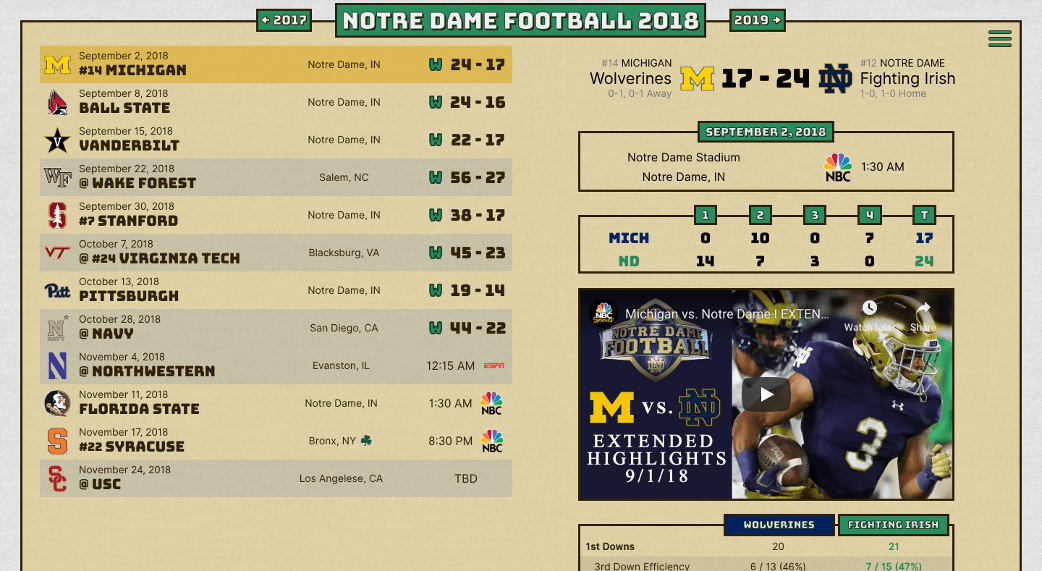 ← 2017
NOTRE DAME FOOTBALL 2018
2019 →
September 2, 2018
#14 MICHIGAN
Notre Dame, IN
W 24 - 17
September 8, 2018
BALL STATE
Notre Dame, IN
W 24 - 16
September 15, 2018
VANDERBILT
Notre Dame, IN
W 22 - 17
September 22, 2018
@ WAKE FOREST
Salem, NC
W 56 - 27
September 30, 2018
#7 STANFORD
Notre Dame, IN
W 38 - 17
October 7, 2018
@ #24 VIRGINIA TECH
Blacksburg, VA
W 45 - 23
October 13, 2018
PITTSBURGH
Notre Dame, IN
W 19 - 14
October 28, 2018
@ NAVY
San Diego, CA
W 44 - 22
November 4, 2018
@ NORTHWESTERN
Evanston, IL
12:15 AM ESPN
November 11, 2018
FLORIDA STATE
Notre Dame, IN
1:30 AM NBC
November 17, 2018
#22 SYRACUSE
Bronx, NY
8:30 PM NBC
November 24, 2018
@ USC
Los Angelese, CA
TBD
#14 MICHIGAN
Wolverines
0-1, 0-1 Away
17 - 24
#12 NOTRE DAME
Fighting Irish
1-0, 1-0 Home
SEPTEMBER 2, 2018
Notre Dame Stadium
Notre Dame, IN
NBC
1:30 AM
1 2 3 4 T
MICH 0 10 0 7 17
ND 14 7 3 0 24
NBC Sports
Michigan vs. Notre Dame I EXTEN...
Watch later
Share
NOTRE DAME
FOOTBALL
M VS. ND
EXTENDED
HIGHLIGHTS
9/1/18
3
WOLVERINES FIGHTING IRISH
1st Downs 20 21
3rd Down Efficiency 6 / 13 (46%) 7 / 15 (47%)